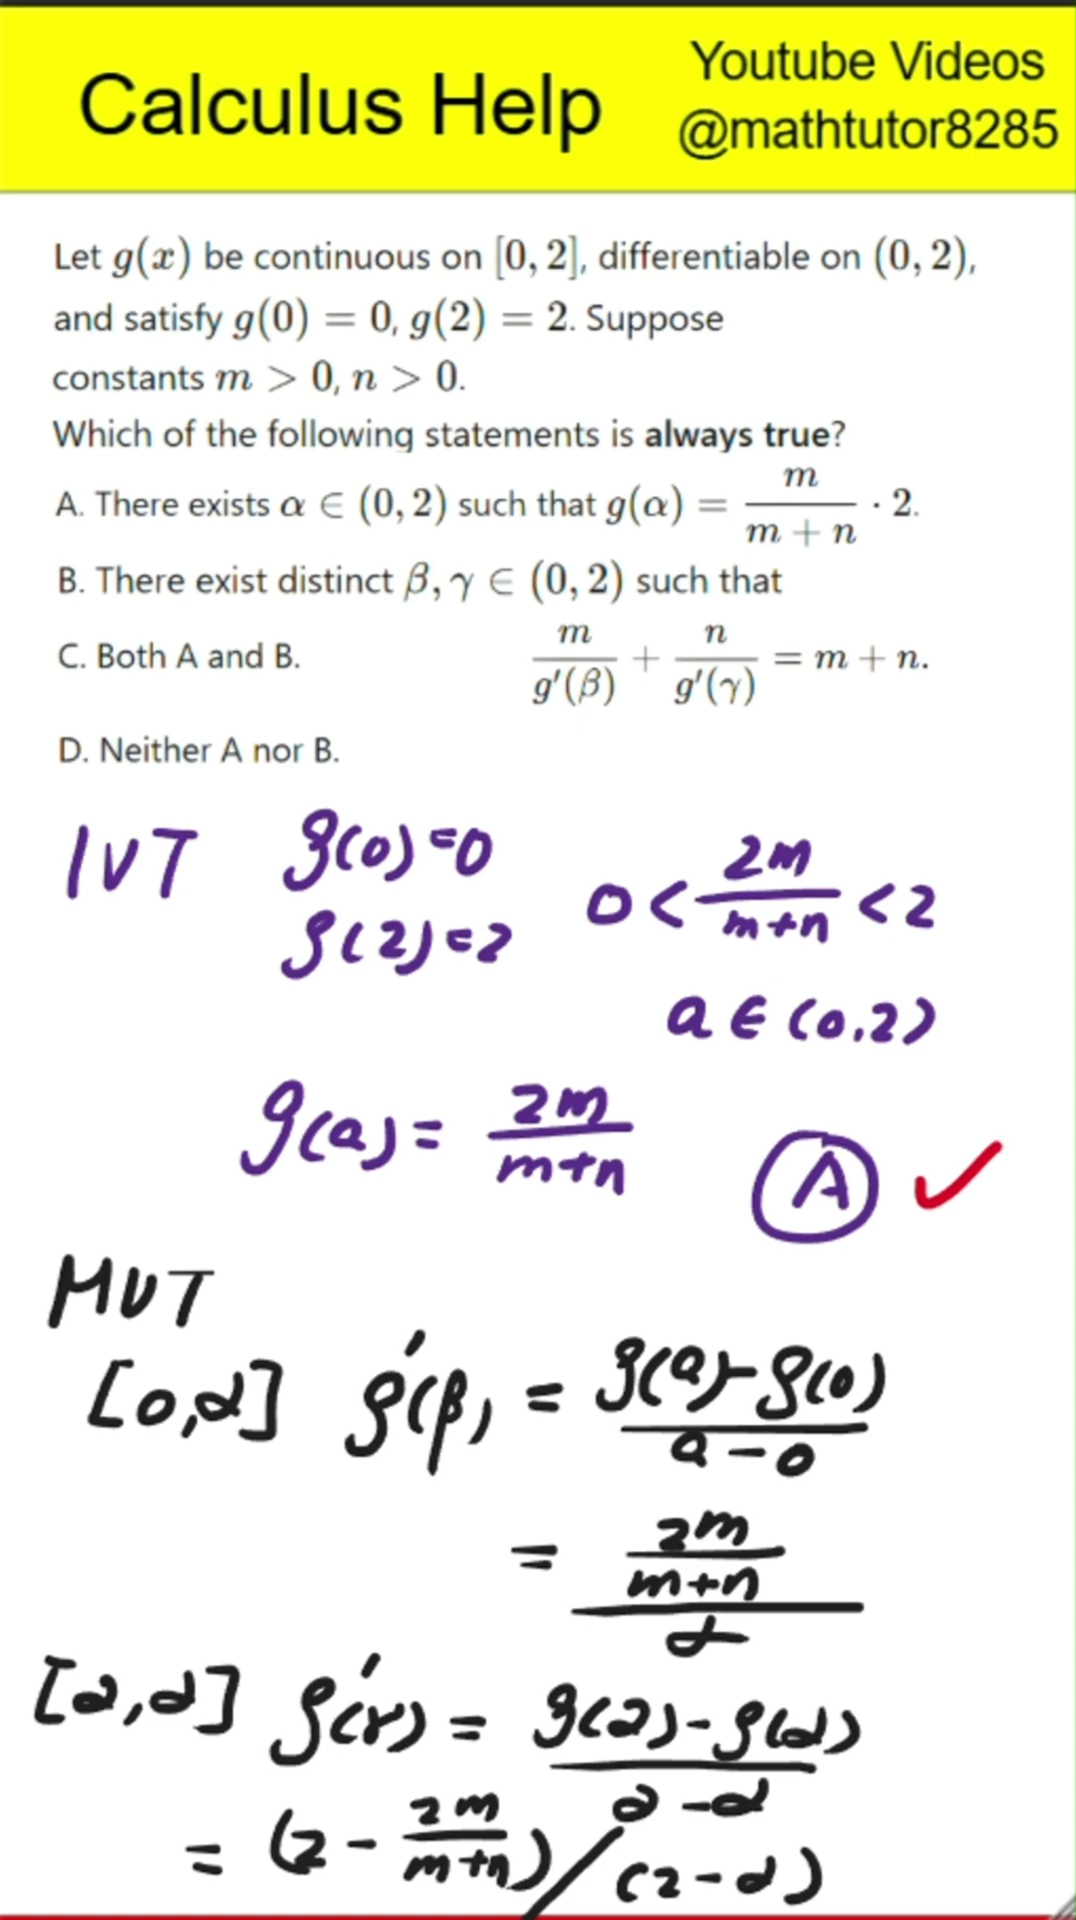 Calculus Help
Youtube Videos
@mathtutor8285
Let g(x) be continuous on [0, 2], differentiable on (0, 2),
and satisfy g(0) = 0, g(2) = 2. Suppose
constants m > 0, n > 0.
Which of the following statements is always true?
A. There exists α ∈ (0, 2) such that g(α) = m/(m + n) · 2.
B. There exist distinct β, γ ∈ (0, 2) such that
C. Both A and B.
m/g′(β) + n/g′(γ) = m + n.
D. Neither A nor B.
IVT g(0)=0
g(2)=2
0 < 2m/(m+n) < 2
α ∈ (0,2)
g(α) = 2m/(m+n)
A ✓
MVT
[0,α] g′(β) = (g(α)-g(0))/(α-0)
= (2m/(m+n))/α
[2,α] g′(γ) = (g(2)-g(α))/(2-α)
= (2 - 2m/(m+n))/(2-α)